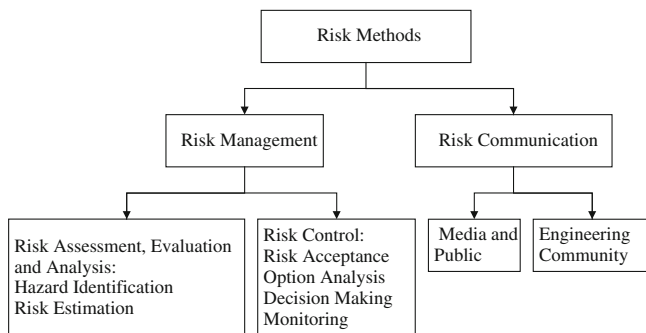 Risk Methods
Risk Management
Risk Communication
Risk Assessment, Evaluation
and Analysis:
Hazard Identification
Risk Estimation
Risk Control:
Risk Acceptance
Option Analysis
Decision Making
Monitoring
Media and
Public
Engineering
Community